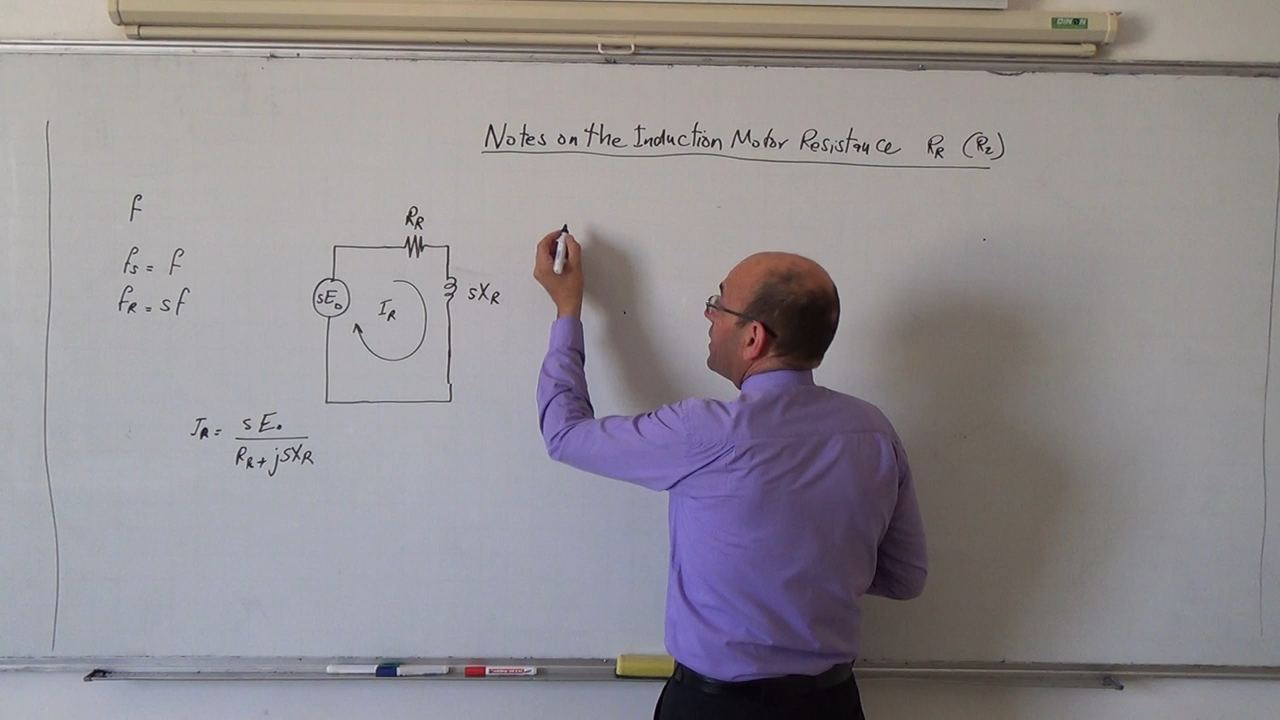 DINON
Notes on the Induction Motor Resistance R_R (R_2)
f
f_s = f
f_R = sf
R_R
sE_0
I_R
sX_R
I_R = sE_0 / (R_R + jsX_R)